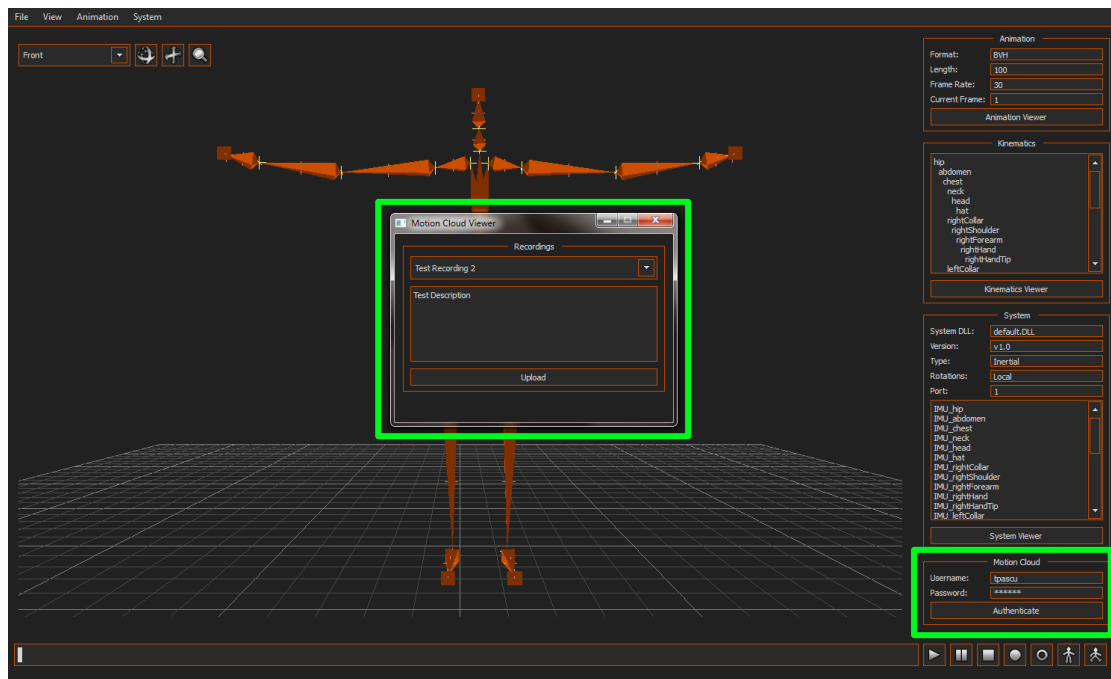 File View Animation System
Front
Animation
Format: BVH
Length: 100
Frame Rate: 30
Current Frame: 1
Animation Viewer
Kinematics
hip
abdomen
chest
neck
head
hat
rightCollar
rightShoulder
rightForearm
rightHand
rightHandTip
leftCollar
Kinematics Viewer
Motion Cloud Viewer
Recordings
Test Recording 2
Test Description
Upload
System
System DLL: default.DLL
Version: v1.0
Type: Inertial
Rotations: Local
Port: 1
IMU_hip
IMU_abdomen
IMU_chest
IMU_neck
IMU_head
IMU_hat
IMU_rightCollar
IMU_rightShoulder
IMU_rightForearm
IMU_rightHand
IMU_rightHandTip
IMU_leftCollar
System Viewer
Motion Cloud
Username: tpascu
Password: ******
Authenticate